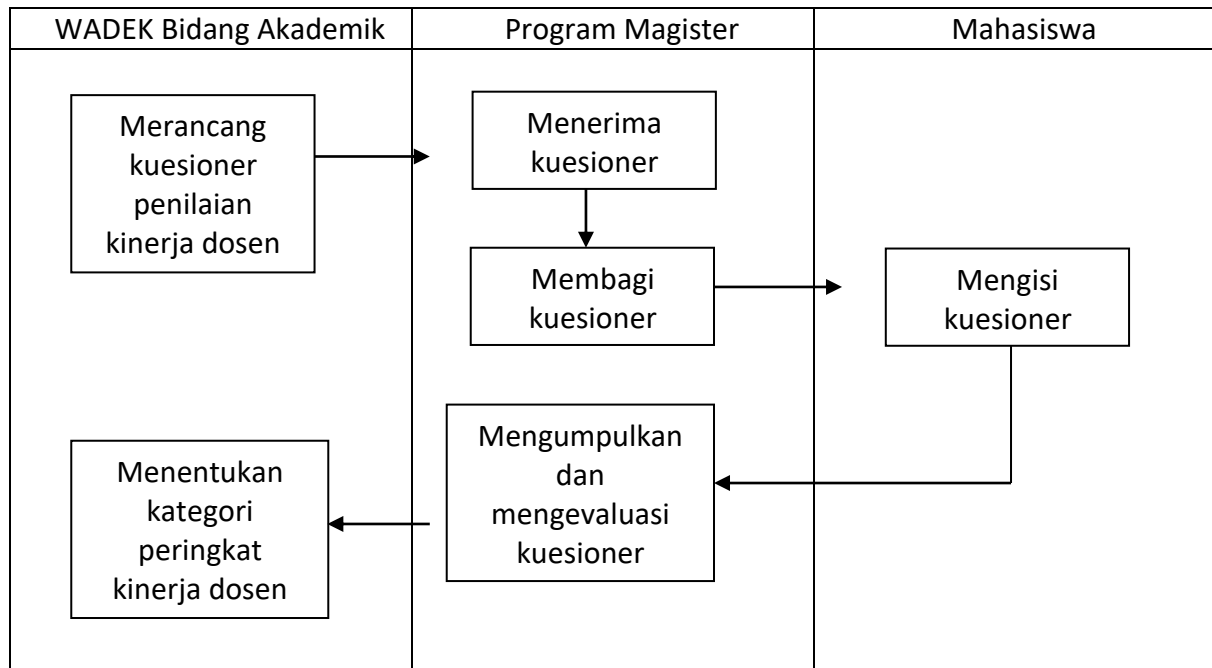 WADEK Bidang Akademik
Program Magister
Mahasiswa
Merancang
kuesioner
penilaian
kinerja dosen
Menerima
kuesioner
Membagi
kuesioner
Mengisi
kuesioner
Mengumpulkan
dan
mengevaluasi
kuesioner
Menentukan
kategori
peringkat
kinerja dosen